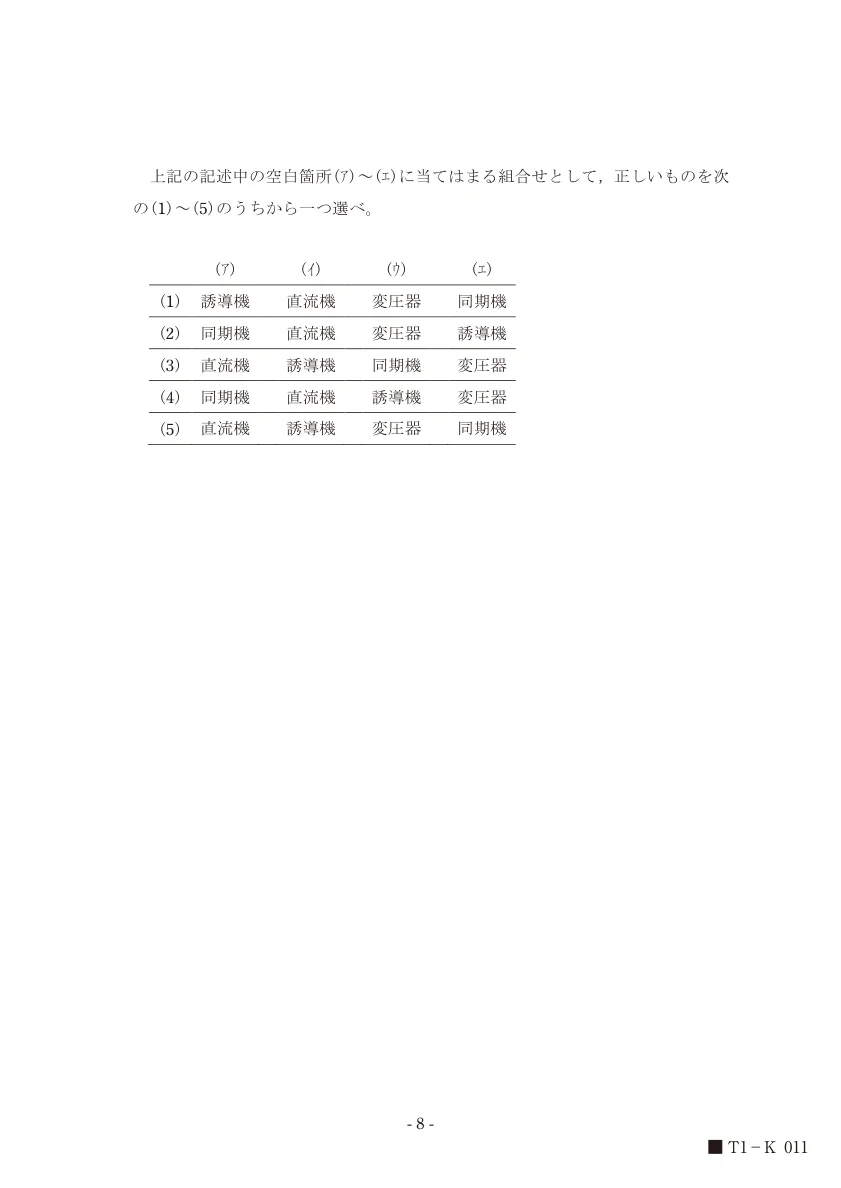 上記の記述中の空白箇所(ｱ)～(ｴ)に当てはまる組合せとして，正しいものを次
の(1)～(5)のうちから一つ選べ。
(ｱ) (ｲ) (ｳ) (ｴ)
(1) 誘導機 直流機 変圧器 同期機
(2) 同期機 直流機 変圧器 誘導機
(3) 直流機 誘導機 同期機 変圧器
(4) 同期機 直流機 誘導機 変圧器
(5) 直流機 誘導機 変圧器 同期機
- 8 -
■ T1－K 011